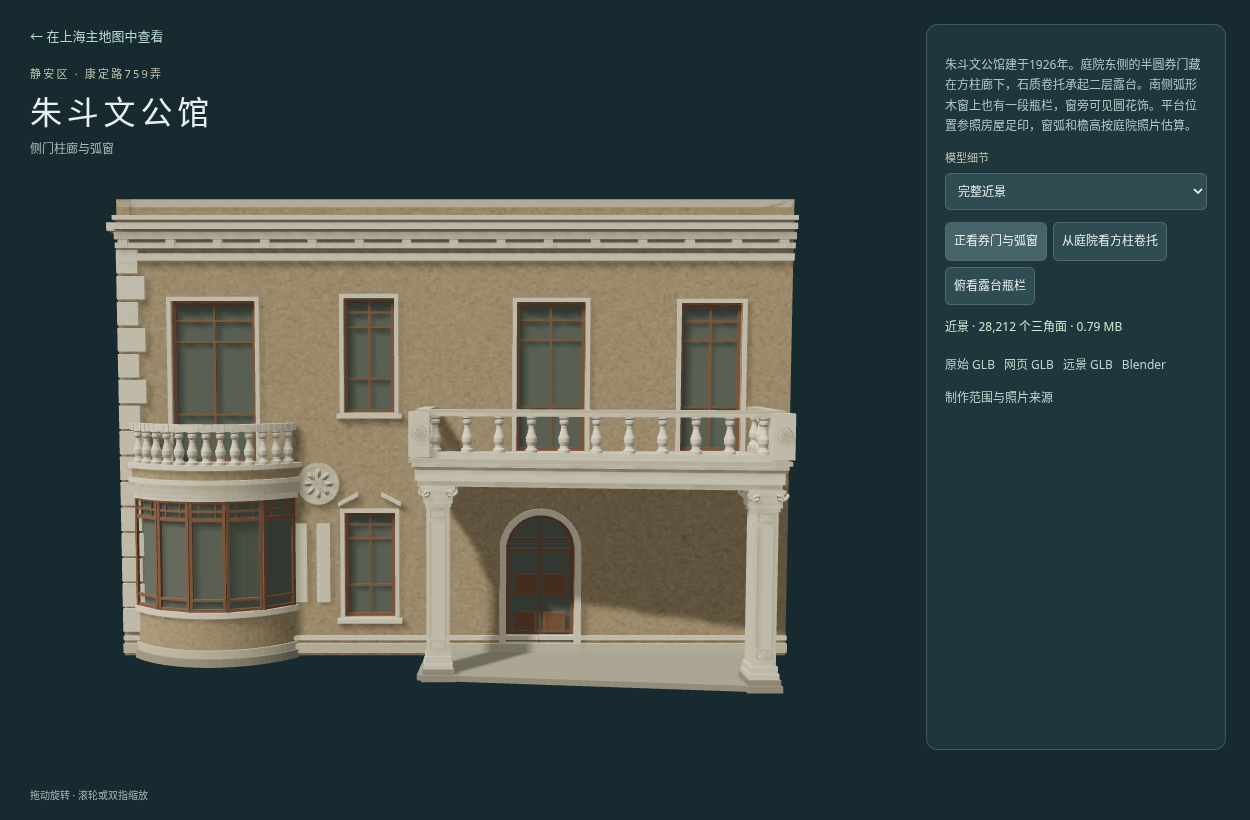 ← 在上海主地图中查看
静安区 · 康定路759弄
朱斗文公馆
侧门柱廊与弧窗
朱斗文公馆建于1926年。庭院东侧的半圆券门藏
在方柱廊下，石质卷托承起二层露台。南侧弧形
木窗上也有一段瓶栏，窗旁可见圆花饰。平台位
置参照房屋足印，窗弧和檐高按庭院照片估算。
模型细节
完整近景
正看券门与弧窗 从庭院看方柱卷托
俯看露台瓶栏
近景 · 28,212 个三角面 · 0.79 MB
原始 GLB 网页 GLB 远景 GLB Blender
制作范围与照片来源
拖动旋转 · 滚轮或双指缩放